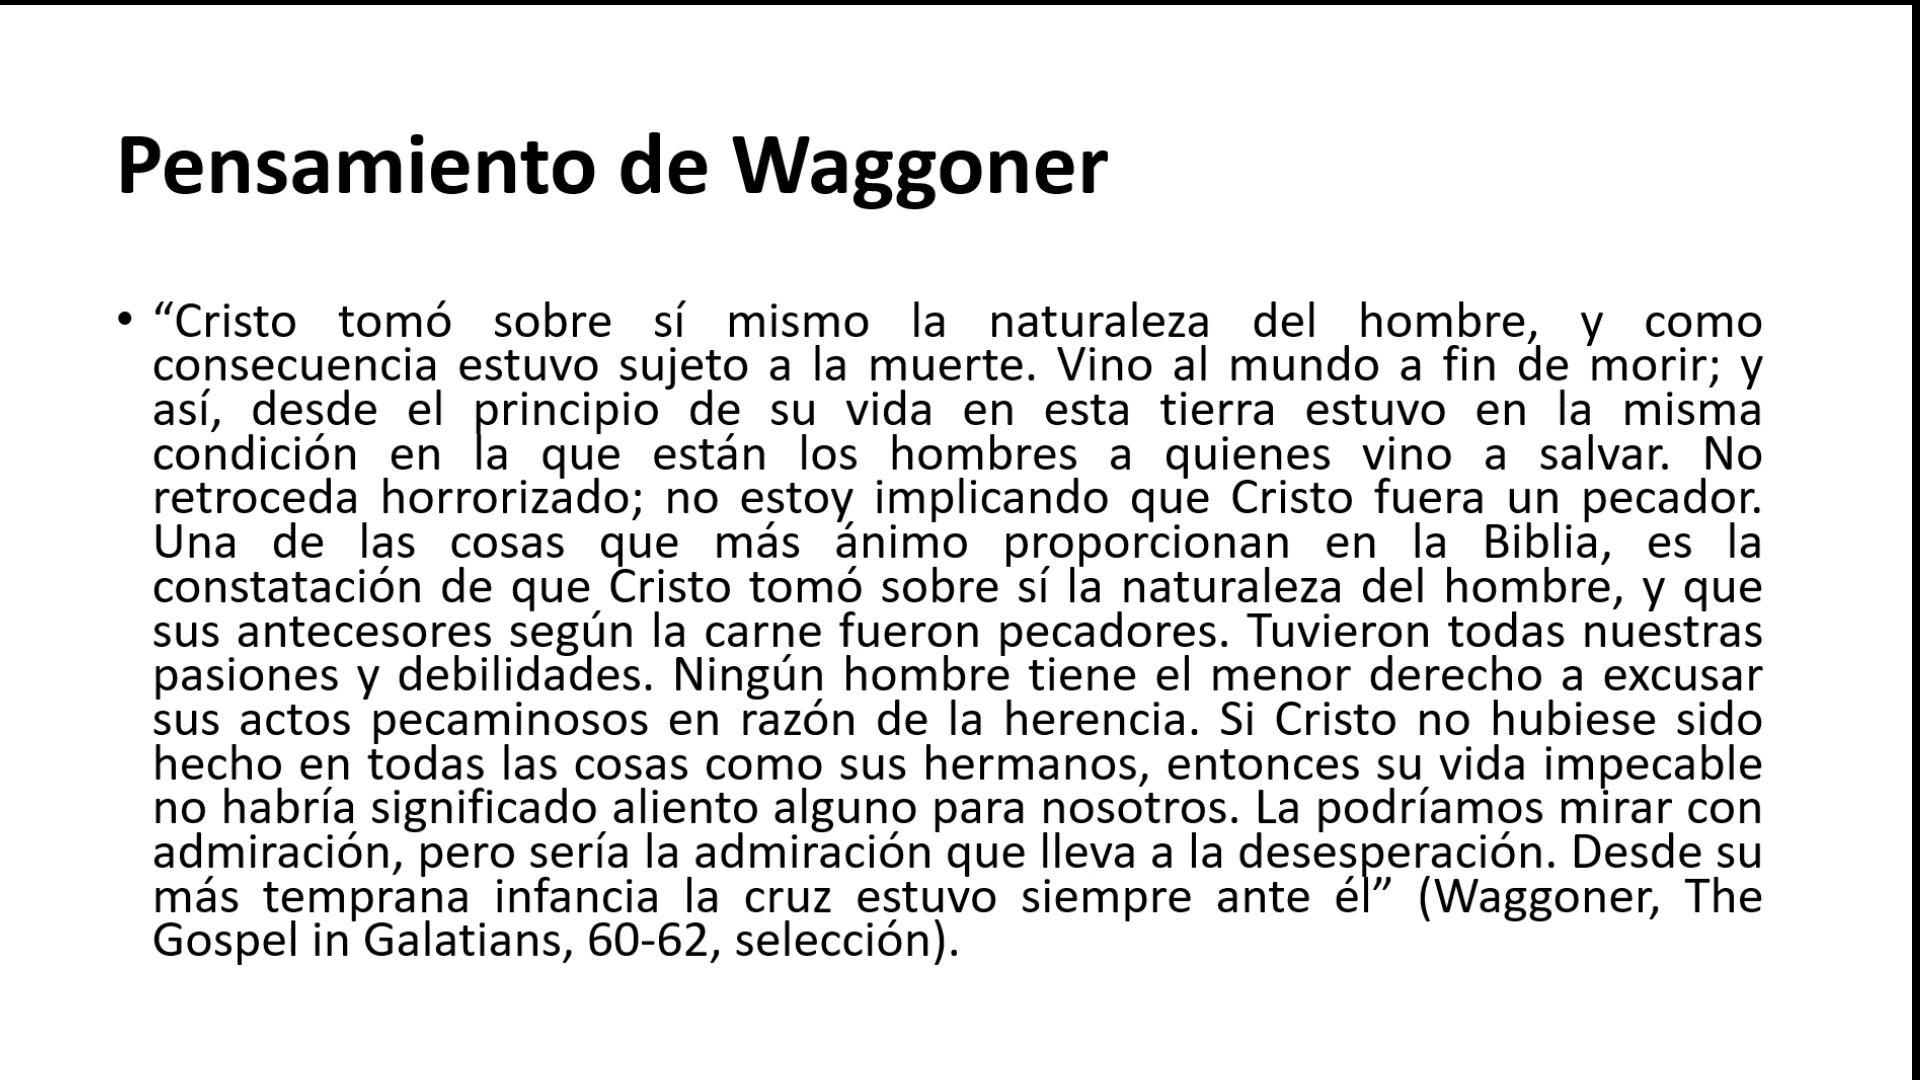 Pensamiento de Waggoner
• “Cristo tomó sobre sí mismo la naturaleza del hombre, y como
consecuencia estuvo sujeto a la muerte. Vino al mundo a fin de morir; y
así, desde el principio de su vida en esta tierra estuvo en la misma
condición en la que están los hombres a quienes vino a salvar. No
retroceda horrorizado; no estoy implicando que Cristo fuera un pecador.
Una de las cosas que más ánimo proporcionan en la Biblia, es la
constatación de que Cristo tomó sobre sí la naturaleza del hombre, y que
sus antecesores según la carne fueron pecadores. Tuvieron todas nuestras
pasiones y debilidades. Ningún hombre tiene el menor derecho a excusar
sus actos pecaminosos en razón de la herencia. Si Cristo no hubiese sido
hecho en todas las cosas como sus hermanos, entonces su vida impecable
no habría significado aliento alguno para nosotros. La podríamos mirar con
admiración, pero sería la admiración que lleva a la desesperación. Desde su
más temprana infancia la cruz estuvo siempre ante él” (Waggoner, The
Gospel in Galatians, 60-62, selección).